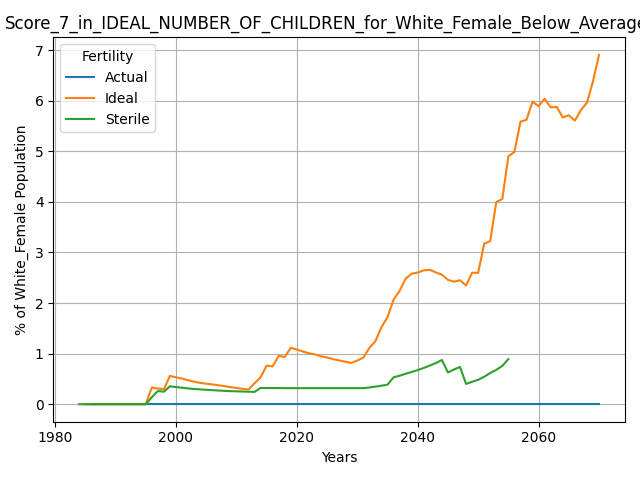 Score_7_in_IDEAL_NUMBER_OF_CHILDREN_for_White_Female_Below_Average
Fertility
Actual
Ideal
Sterile
% of White_Female Population
7
6
5
4
3
2
1
0
1980
2000
2020
2040
2060
Years